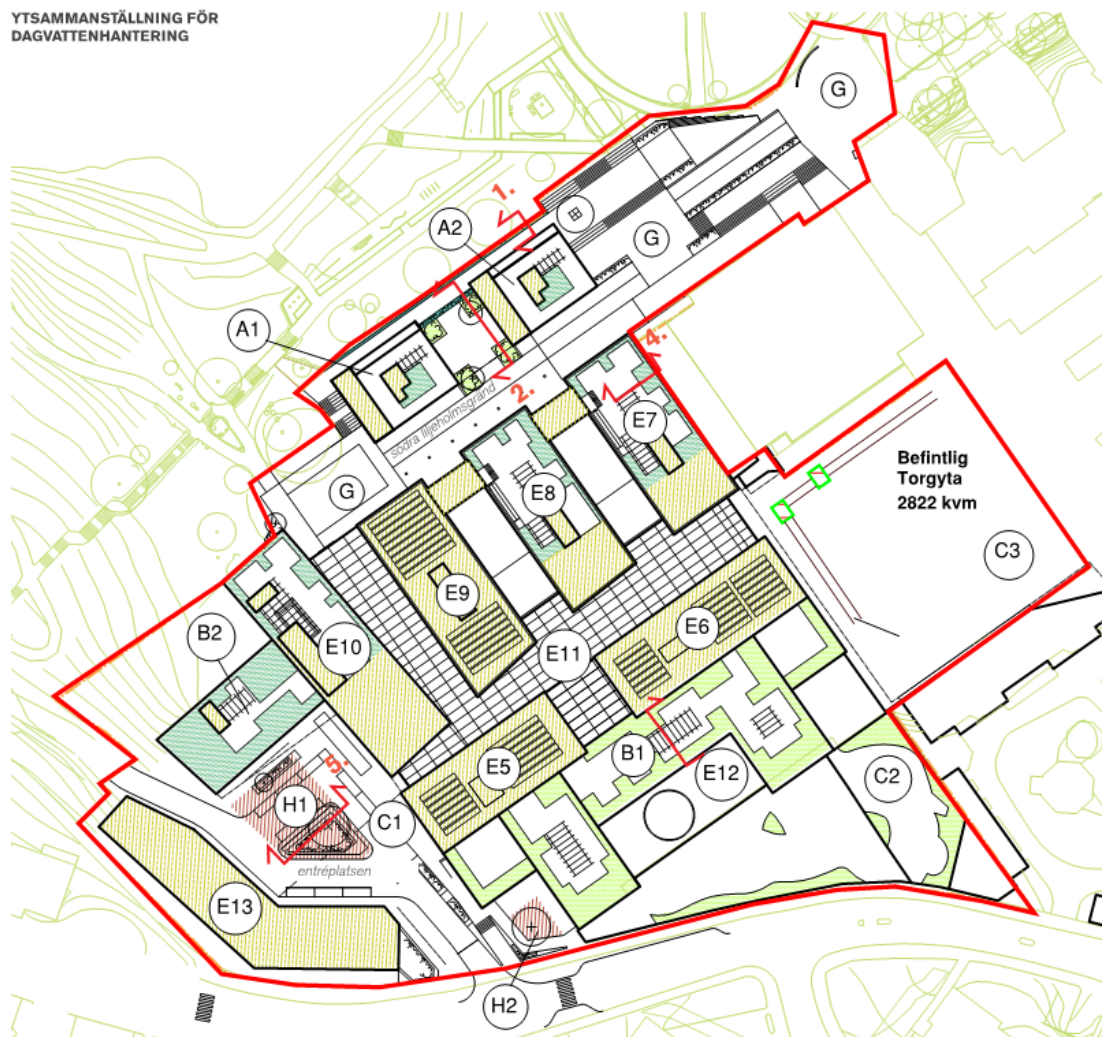 YTSAMMANSTÄLLNING FÖR
DAGVATTENHANTERING
G
1.
A2
G
A1
4.
2.
södra liljeholmsgränd
E7
Befintlig
Torgyta
2822 kvm
G
E8
C3
E9
B2
E10
E11
E6
5.
E5
B1
E12
C2
H1
C1
entréplatsen
E13
H2